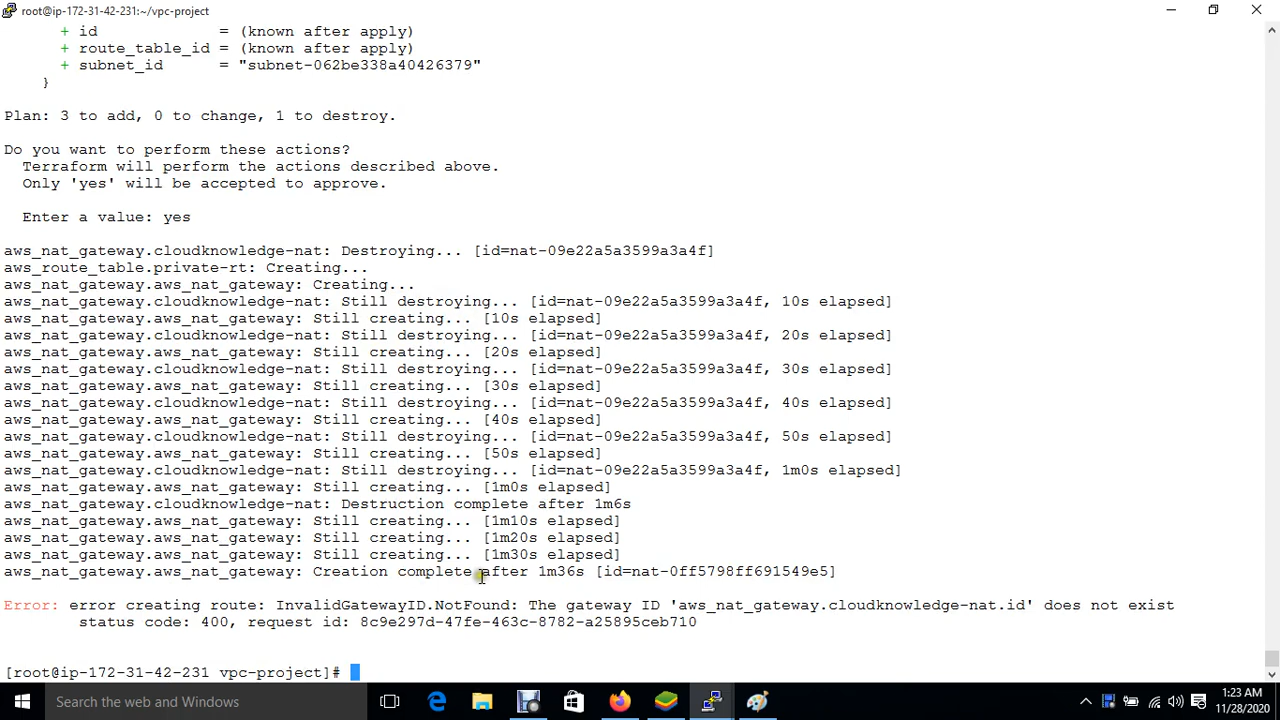 root@ip-172-31-42-231:~/vpc-project
+ id             = (known after apply)
+ route_table_id = (known after apply)
+ subnet_id      = "subnet-062be338a40426379"
}
Plan: 3 to add, 0 to change, 1 to destroy.
Do you want to perform these actions?
Terraform will perform the actions described above.
Only 'yes' will be accepted to approve.
Enter a value: yes
aws_nat_gateway.cloudknowledge-nat: Destroying... [id=nat-09e22a5a3599a3a4f]
aws_route_table.private-rt: Creating...
aws_nat_gateway.aws_nat_gateway: Creating...
aws_nat_gateway.cloudknowledge-nat: Still destroying... [id=nat-09e22a5a3599a3a4f, 10s elapsed]
aws_nat_gateway.aws_nat_gateway: Still creating... [10s elapsed]
aws_nat_gateway.cloudknowledge-nat: Still destroying... [id=nat-09e22a5a3599a3a4f, 20s elapsed]
aws_nat_gateway.aws_nat_gateway: Still creating... [20s elapsed]
aws_nat_gateway.cloudknowledge-nat: Still destroying... [id=nat-09e22a5a3599a3a4f, 30s elapsed]
aws_nat_gateway.aws_nat_gateway: Still creating... [30s elapsed]
aws_nat_gateway.cloudknowledge-nat: Still destroying... [id=nat-09e22a5a3599a3a4f, 40s elapsed]
aws_nat_gateway.aws_nat_gateway: Still creating... [40s elapsed]
aws_nat_gateway.cloudknowledge-nat: Still destroying... [id=nat-09e22a5a3599a3a4f, 50s elapsed]
aws_nat_gateway.aws_nat_gateway: Still creating... [50s elapsed]
aws_nat_gateway.cloudknowledge-nat: Still destroying... [id=nat-09e22a5a3599a3a4f, 1m0s elapsed]
aws_nat_gateway.aws_nat_gateway: Still creating... [1m0s elapsed]
aws_nat_gateway.cloudknowledge-nat: Destruction complete after 1m6s
aws_nat_gateway.aws_nat_gateway: Still creating... [1m10s elapsed]
aws_nat_gateway.aws_nat_gateway: Still creating... [1m20s elapsed]
aws_nat_gateway.aws_nat_gateway: Still creating... [1m30s elapsed]
aws_nat_gateway.aws_nat_gateway: Creation complete after 1m36s [id=nat-0ff5798ff691549e5]
Error: error creating route: InvalidGatewayID.NotFound: The gateway ID 'aws_nat_gateway.cloudknowledge-nat.id' does not exist
status code: 400, request id: 8c9e297d-47fe-463c-8782-a25895ceb710
[root@ip-172-31-42-231 vpc-project]#
Search the web and Windows
1:23 AM
11/28/2020